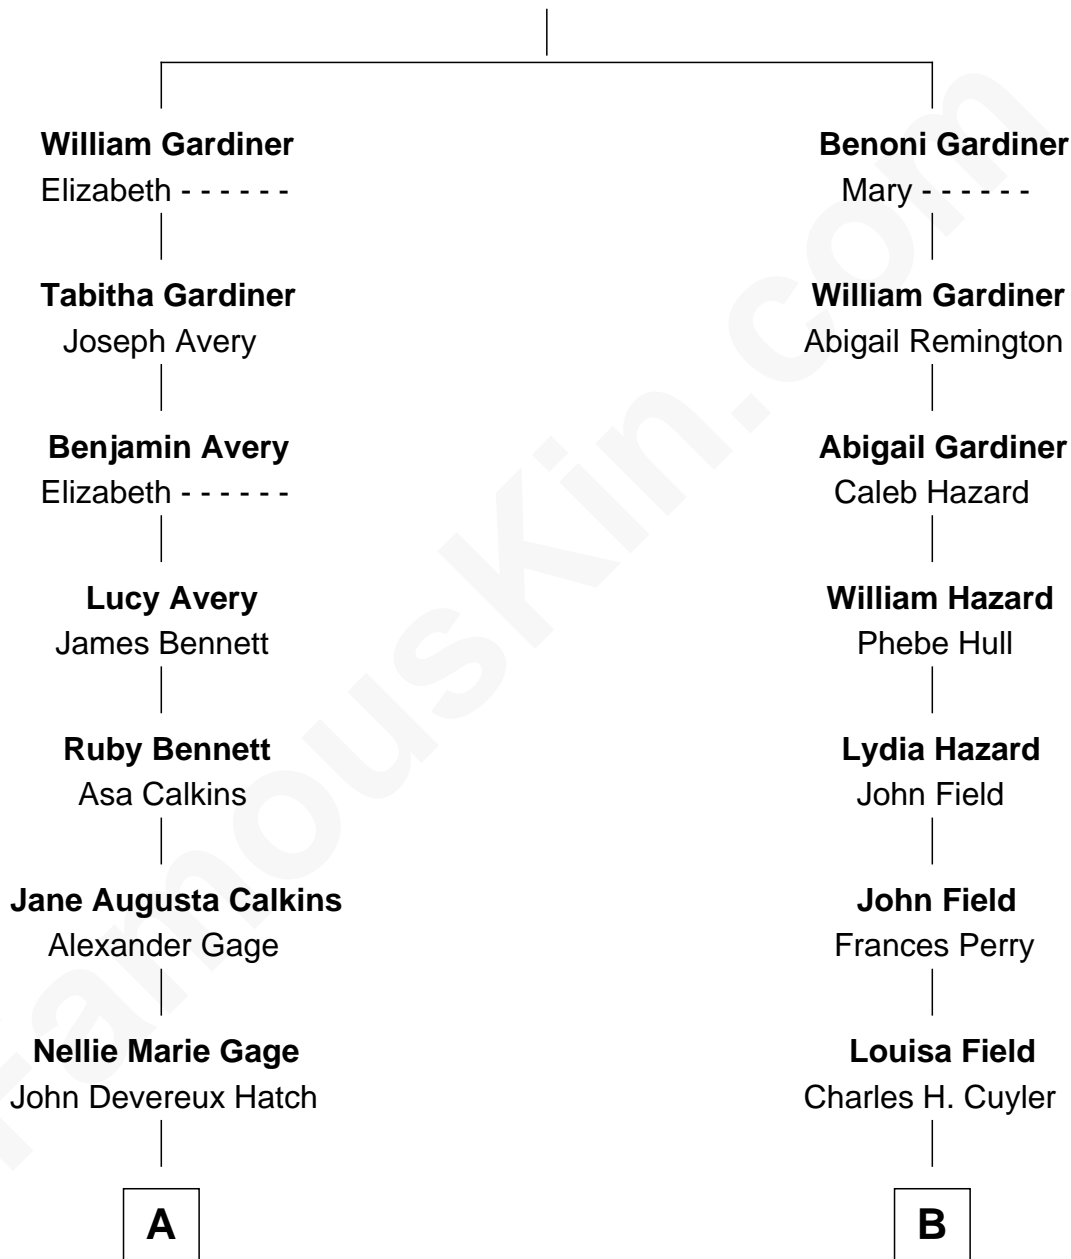 William Gardiner
Elizabeth - - - - - -
Tabitha Gardiner
Joseph Avery
Benjamin Avery
Elizabeth - - - - - -
Lucy Avery
James Bennett
Ruby Bennett
Asa Calkins
Jane Augusta Calkins
Alexander Gage
Nellie Marie Gage
John Devereux Hatch
A
Benoni Gardiner
Mary - - - - - -
William Gardiner
Abigail Remington
Abigail Gardiner
Caleb Hazard
William Hazard
Phebe Hull
Lydia Hazard
John Field
John Field
Frances Perry
Louisa Field
Charles H. Cuyler
B
FamousKin.com